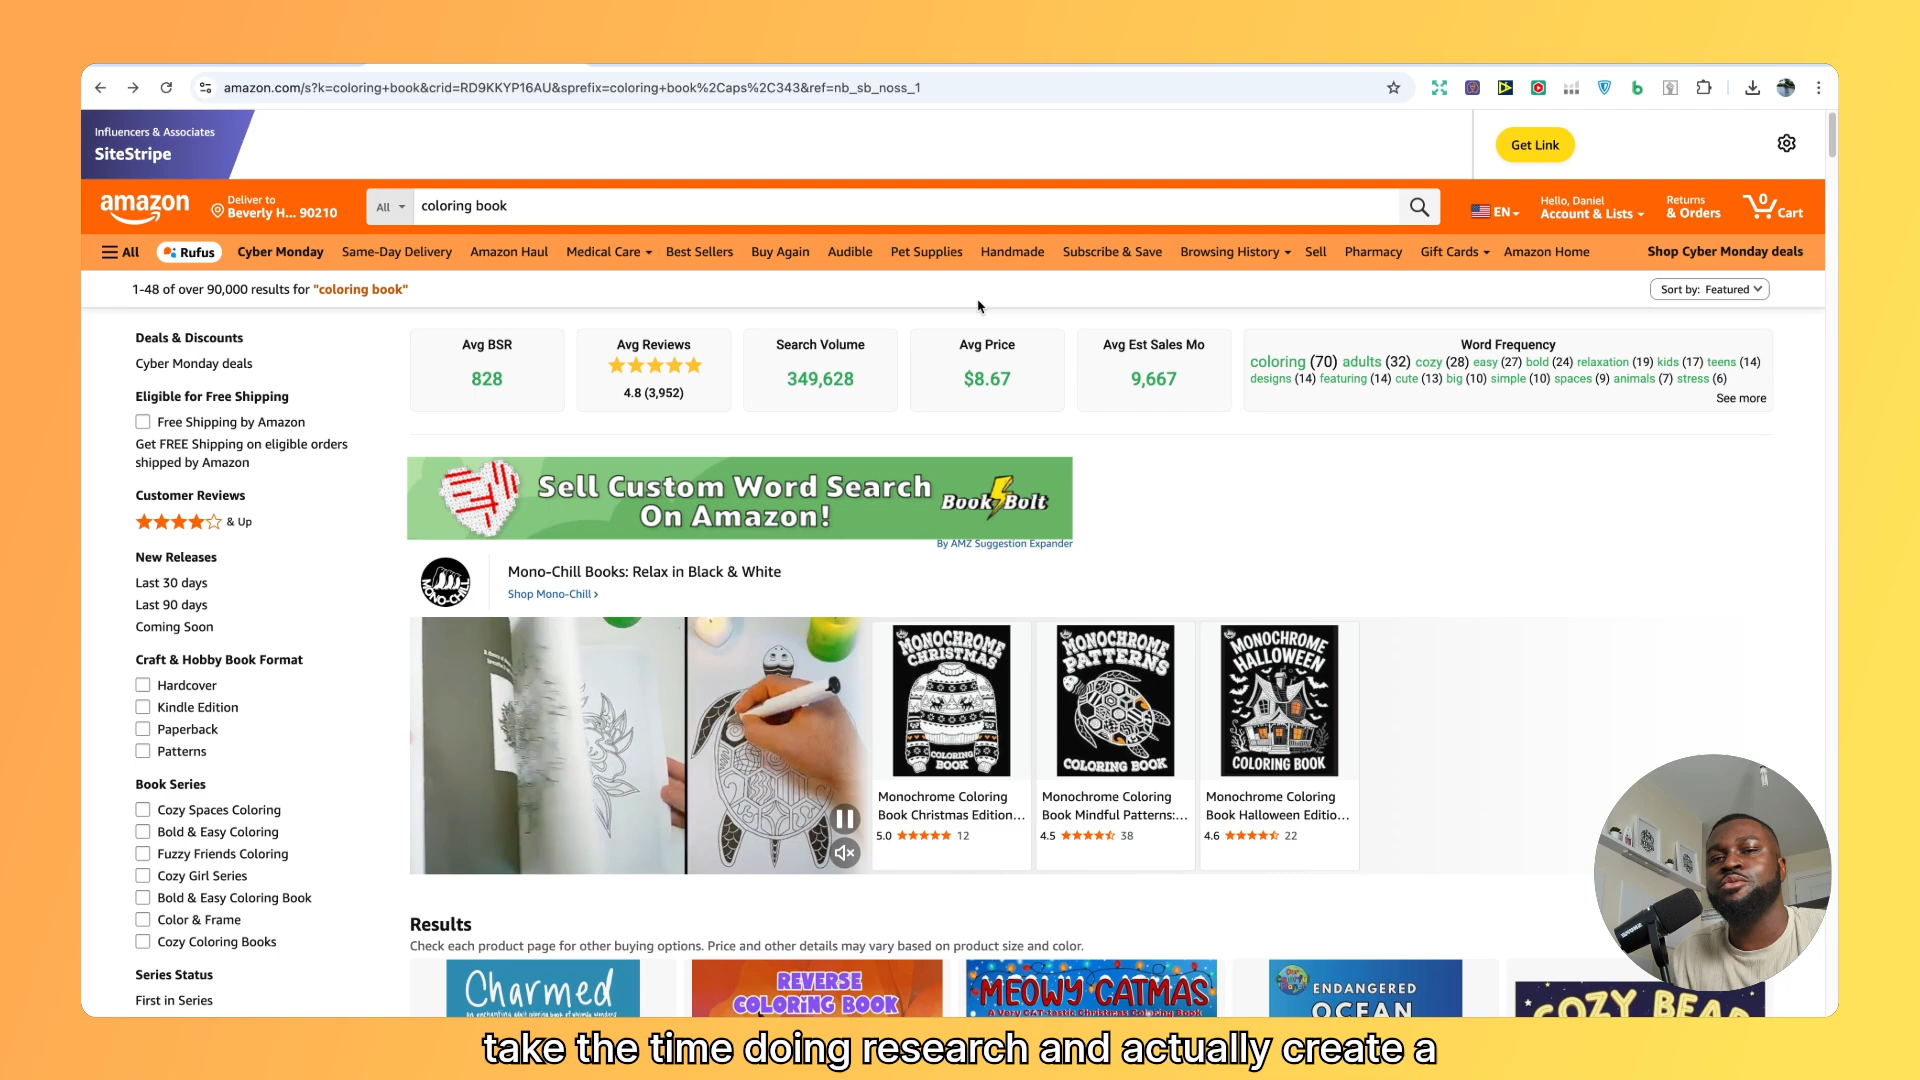 amazon.com/s?k=coloring+book&crid=RD9KKYP16AU&sprefix=coloring+book%2Caps%2C343&ref=nb_sb_noss_1
Influencers & Associates
SiteStripe
Get Link
amazon
Deliver to
Beverly H... 90210
All
coloring book
EN
Hello, Daniel
Account & Lists
Returns
& Orders
0
Cart
All
Rufus
Cyber Monday
Same-Day Delivery
Amazon Haul
Medical Care
Best Sellers
Buy Again
Audible
Pet Supplies
Handmade
Subscribe & Save
Browsing History
Sell
Pharmacy
Gift Cards
Amazon Home
Shop Cyber Monday deals
1-48 of over 90,000 results for "coloring book"
Sort by: Featured
Deals & Discounts
Cyber Monday deals
Eligible for Free Shipping
Free Shipping by Amazon
Get FREE Shipping on eligible orders
shipped by Amazon
Customer Reviews
& Up
New Releases
Last 30 days
Last 90 days
Coming Soon
Craft & Hobby Book Format
Hardcover
Kindle Edition
Paperback
Patterns
Book Series
Cozy Spaces Coloring
Bold & Easy Coloring
Fuzzy Friends Coloring
Cozy Girl Series
Bold & Easy Coloring Book
Color & Frame
Cozy Coloring Books
Series Status
First in Series
Avg BSR
828
Avg Reviews
4.8 (3,952)
Search Volume
349,628
Avg Price
$8.67
Avg Est Sales Mo
9,667
Word Frequency
coloring (70) adults (32) cozy (28) easy (27) bold (24) relaxation (19) kids (17) teens (14)
designs (14) featuring (14) cute (13) big (10) simple (10) spaces (9) animals (7) stress (6)
See more
Sell Custom Word Search
On Amazon!
Book Bolt
By AMZ Suggestion Expander
MONO-CHILL
Mono-Chill Books: Relax in Black & White
Shop Mono-Chill ›
MONOCHROME
CHRISTMAS
COLORING
BOOK
Monochrome Coloring
Book Christmas Edition...
5.0
12
MONOCHROME
PATTERNS
COLORING BOOK
Monochrome Coloring
Book Mindful Patterns:...
4.5
38
MONOCHROME
HALLOWEEN
COLORING BOOK
Monochrome Coloring
Book Halloween Editio...
4.6
22
Results
Check each product page for other buying options. Price and other details may vary based on product size and color.
Charmed
REVERSE
COLORING BOOK
MEOWY CATMAS
A Very CAT-tastic Christmas Coloring Book
ENDANGERED
OCEAN
COZY BEAR
take the time doing research and actually create a